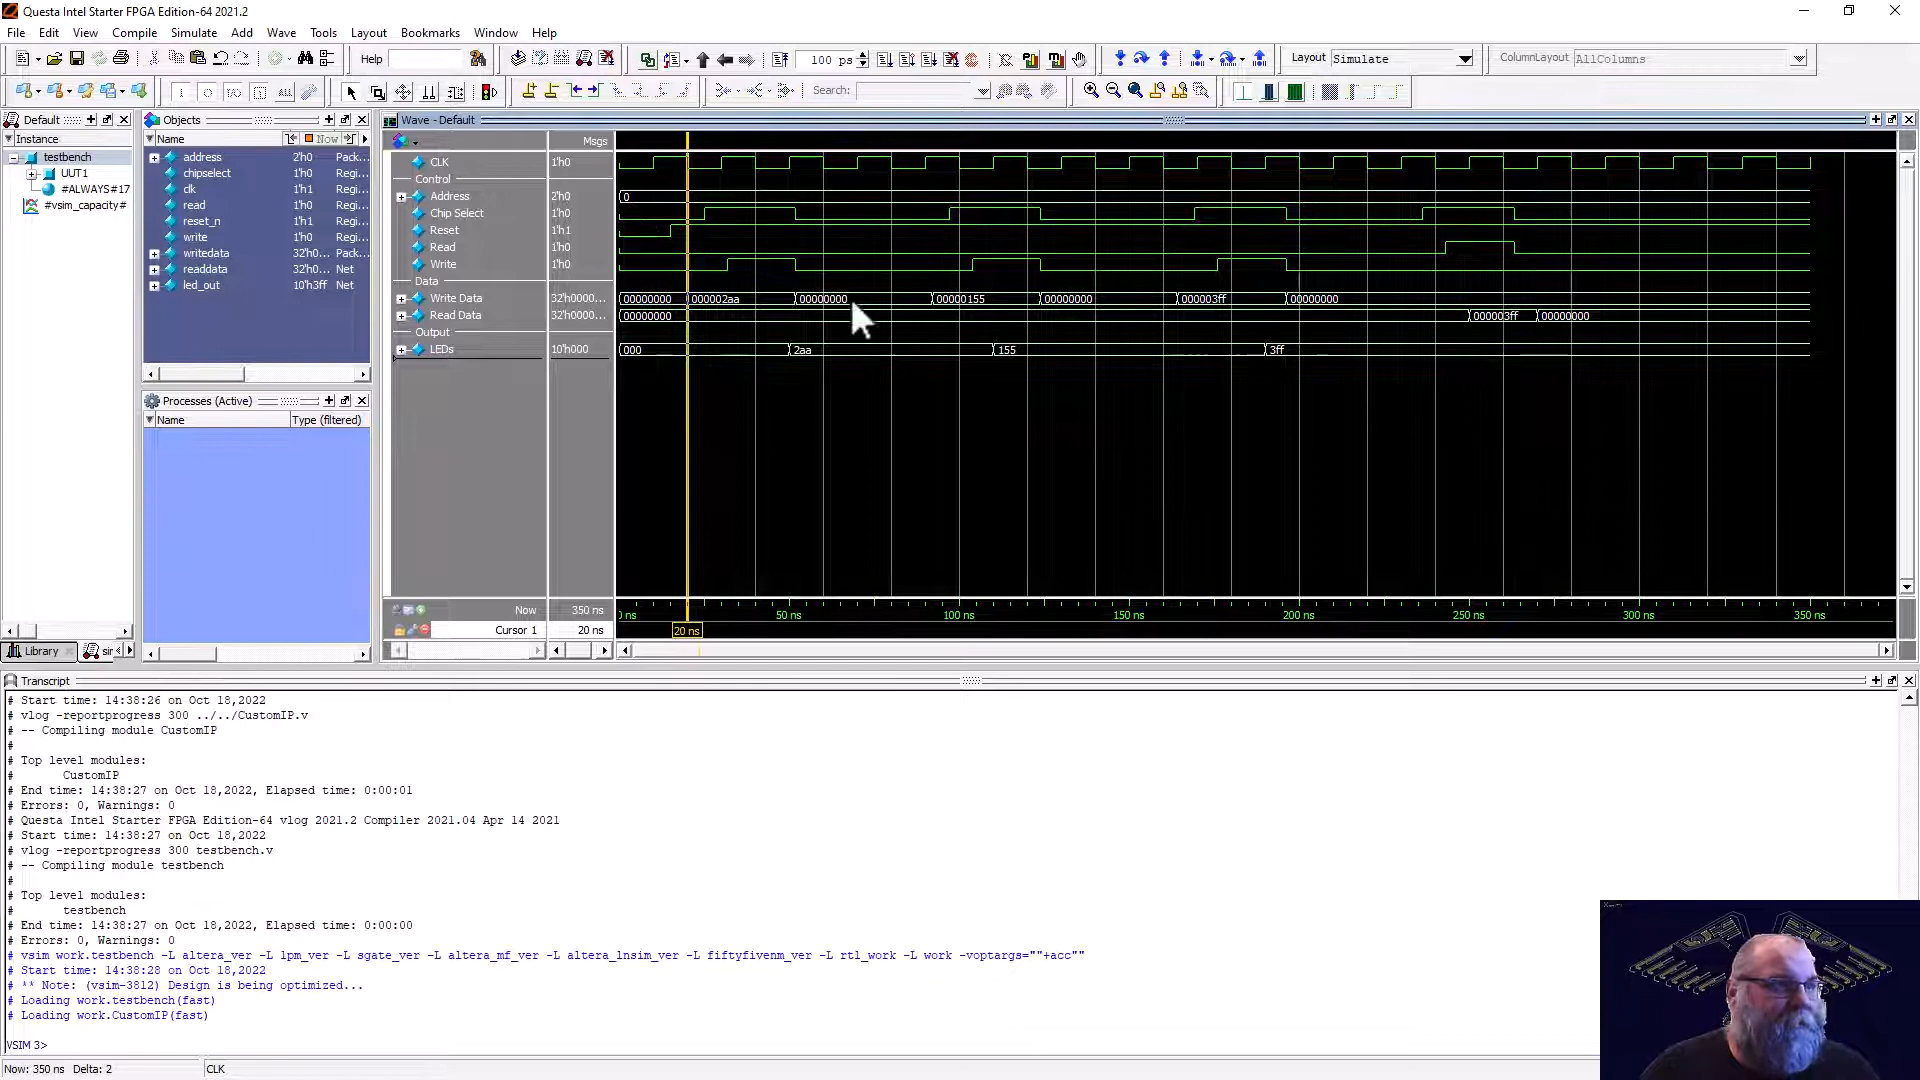 Questa Intel Starter FPGA Edition-64 2021.2
File Edit View Compile Simulate Add Wave Tools Layout Bookmarks Window Help
Help 100 ps Layout Simulate ColumnLayout AllColumns
Search:
Default Objects Wave - Default
Instance Name Now Msgs
testbench
UUT1
#ALWAYS#17
#vsim_capacity#
address 2'h0 Pack...
chipselect 1'h0 Regi...
clk 1'h1 Regi...
read 1'h0 Regi...
reset_n 1'h1 Regi...
write 1'h0 Regi...
writedata 32'h0... Pack...
readdata 32'h0... Net
led_out 10'h3ff Net
Processes (Active)
Name Type (filtered)
CLK 1'h0
Control
Address 2'h0 0
Chip Select 1'h0
Reset 1'h1
Read 1'h0
Write 1'h0
Data
Write Data 32'h0000... 00000000 000002aa 00000000 00000155 00000000 000003ff 00000000
Read Data 32'h0000... 00000000 000003ff 00000000
Output
LEDs 10'h000 000 2aa 155 3ff
Now 350 ns ns 50 ns 100 ns 150 ns 200 ns 250 ns 300 ns 350 ns
Cursor 1 20 ns 20 ns
Library sim
Transcript
# Start time: 14:38:26 on Oct 18,2022
# vlog -reportprogress 300 ../../CustomIP.v
# -- Compiling module CustomIP
#
# Top level modules:
# CustomIP
# End time: 14:38:27 on Oct 18,2022, Elapsed time: 0:00:01
# Errors: 0, Warnings: 0
# Questa Intel Starter FPGA Edition-64 vlog 2021.2 Compiler 2021.04 Apr 14 2021
# Start time: 14:38:27 on Oct 18,2022
# vlog -reportprogress 300 testbench.v
# -- Compiling module testbench
#
# Top level modules:
# testbench
# End time: 14:38:27 on Oct 18,2022, Elapsed time: 0:00:00
# Errors: 0, Warnings: 0
# vsim work.testbench -L altera_ver -L lpm_ver -L sgate_ver -L altera_mf_ver -L altera_lnsim_ver -L fiftyfivenm_ver -L rtl_work -L work -voptargs=""+acc""
# Start time: 14:38:28 on Oct 18,2022
# ** Note: (vsim-3812) Design is being optimized...
# Loading work.testbench(fast)
# Loading work.CustomIP(fast)
VSIM 3>
Now: 350 ns Delta: 2 CLK